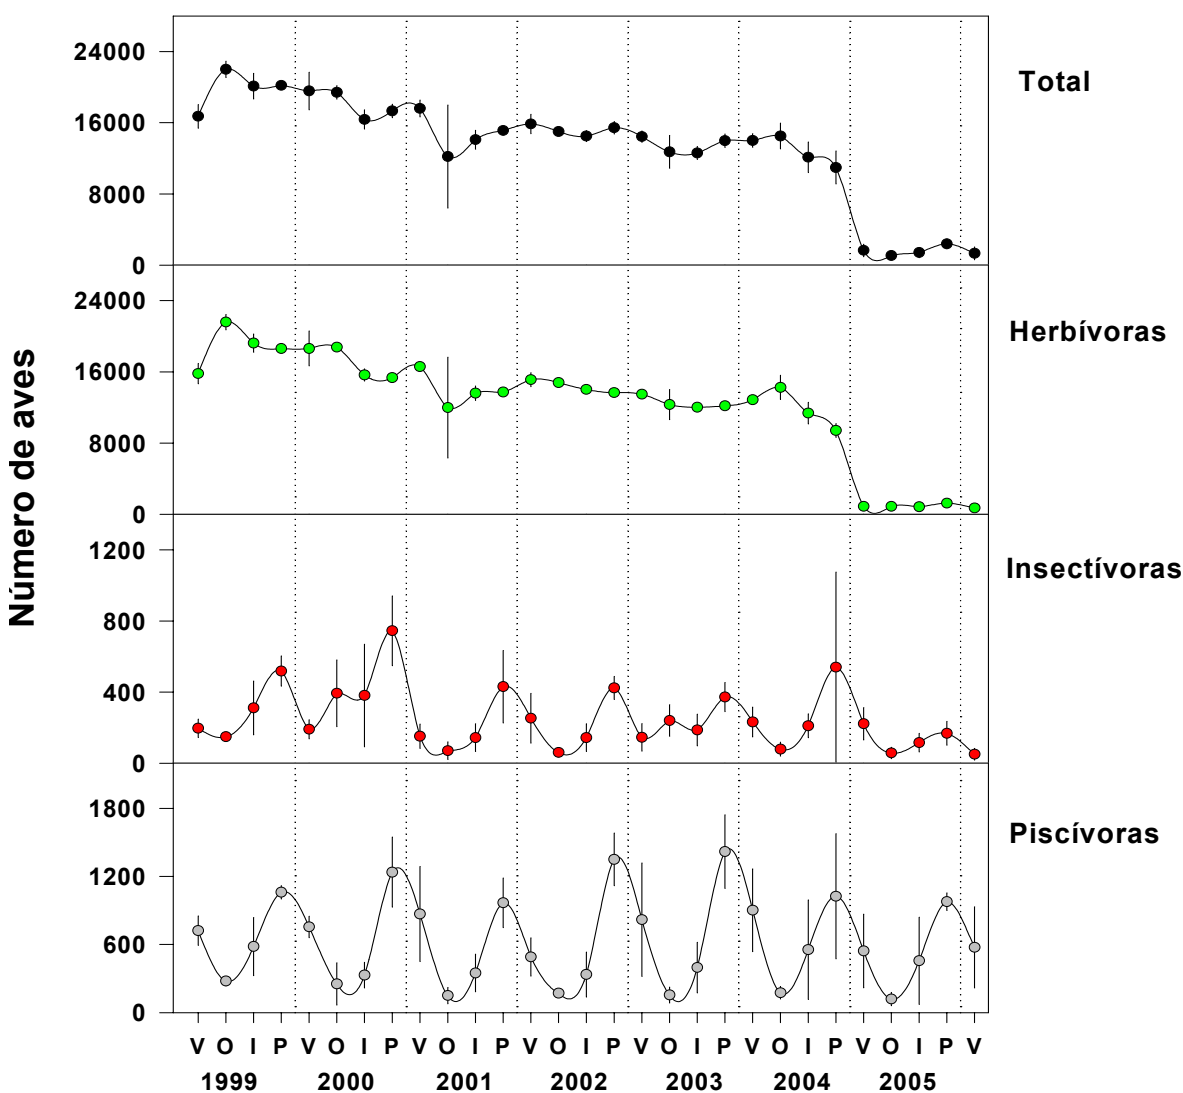 Número de aves
24000
16000
8000
0
Total
24000
16000
8000
0
Herbívoras
1200
800
400
0
Insectívoras
1800
1200
600
0
Piscívoras
V O I P V O I P V O I P V O I P V O I P V O I P V O I P V
1999 2000 2001 2002 2003 2004 2005